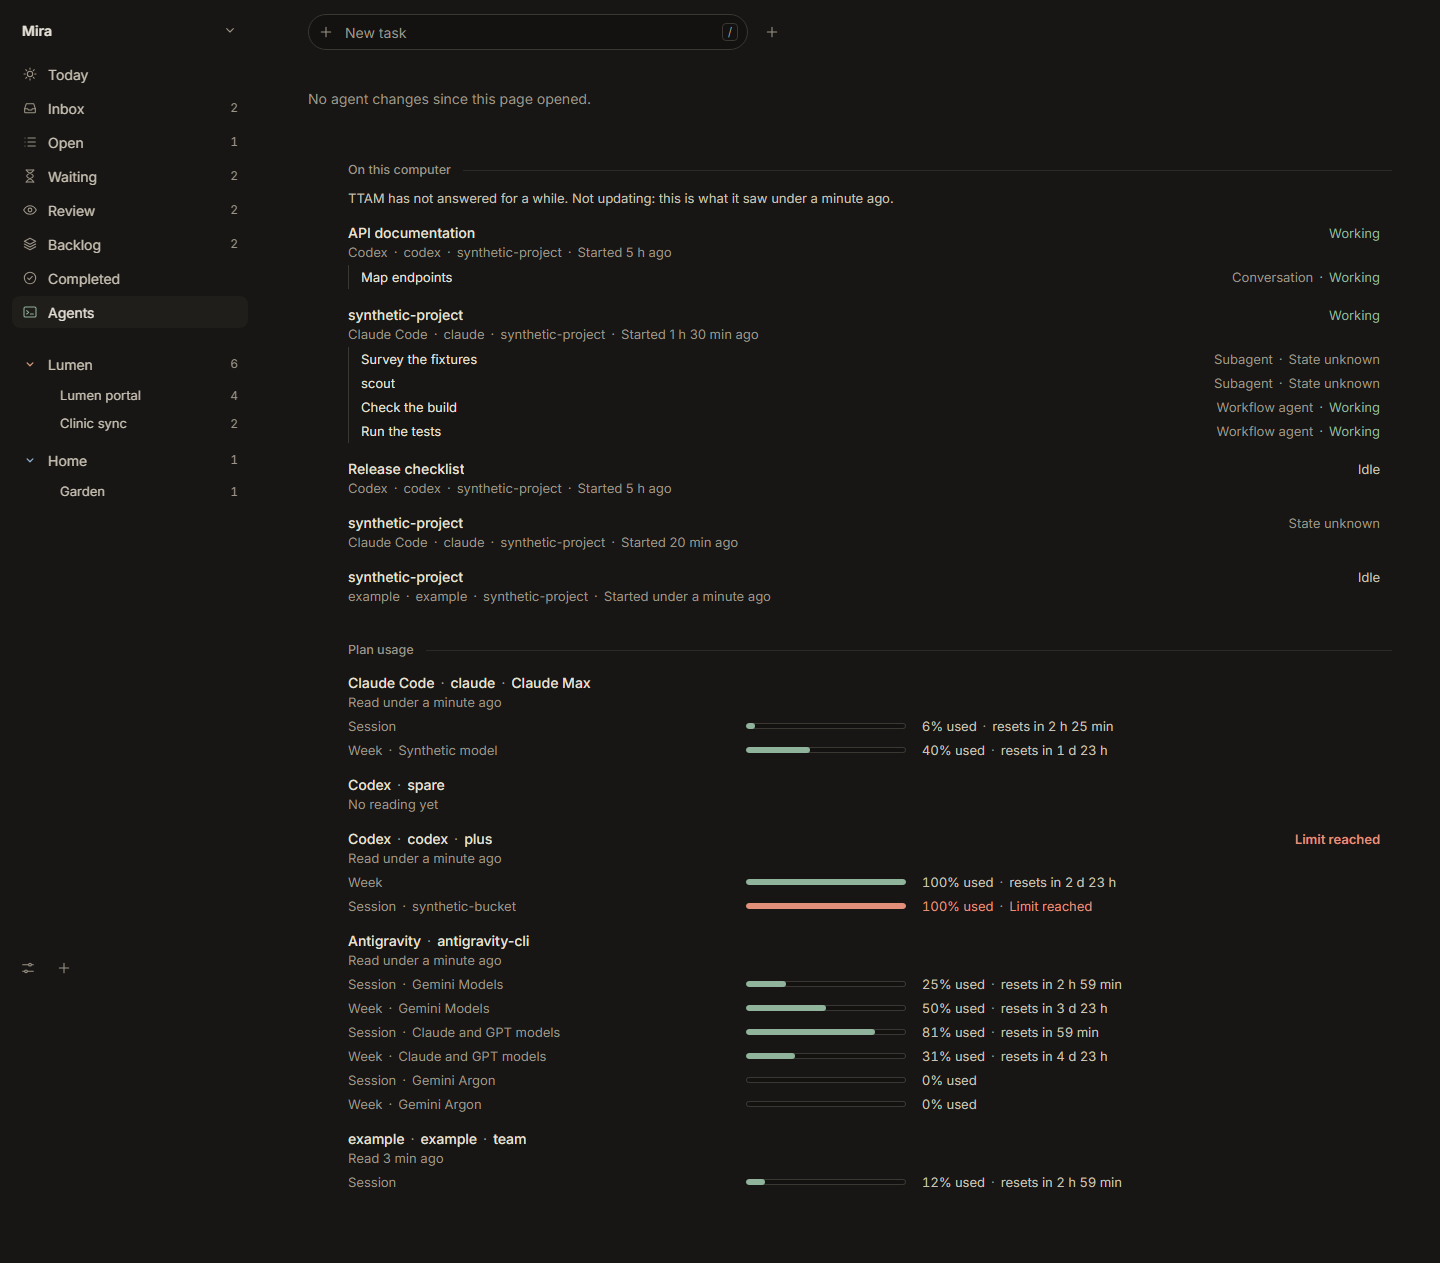 Mira
Today
Inbox 2
Open 1
Waiting 2
Review 2
Backlog 2
Completed
Agents
Lumen 6
Lumen portal 4
Clinic sync 2
Home 1
Garden 1
New task /
No agent changes since this page opened.
On this computer
TTAM has not answered for a while. Not updating: this is what it saw under a minute ago.
API documentation Working
Codex · codex · synthetic-project · Started 5 h ago
Map endpoints Conversation · Working
synthetic-project Working
Claude Code · claude · synthetic-project · Started 1 h 30 min ago
Survey the fixtures Subagent · State unknown
scout Subagent · State unknown
Check the build Workflow agent · Working
Run the tests Workflow agent · Working
Release checklist Idle
Codex · codex · synthetic-project · Started 5 h ago
synthetic-project State unknown
Claude Code · claude · synthetic-project · Started 20 min ago
synthetic-project Idle
example · example · synthetic-project · Started under a minute ago
Plan usage
Claude Code · claude · Claude Max
Read under a minute ago
Session 6% used · resets in 2 h 25 min
Week · Synthetic model 40% used · resets in 1 d 23 h
Codex · spare
No reading yet
Codex · codex · plus Limit reached
Read under a minute ago
Week 100% used · resets in 2 d 23 h
Session · synthetic-bucket 100% used · Limit reached
Antigravity · antigravity-cli
Read under a minute ago
Session · Gemini Models 25% used · resets in 2 h 59 min
Week · Gemini Models 50% used · resets in 3 d 23 h
Session · Claude and GPT models 81% used · resets in 59 min
Week · Claude and GPT models 31% used · resets in 4 d 23 h
Session · Gemini Argon 0% used
Week · Gemini Argon 0% used
example · example · team
Read 3 min ago
Session 12% used · resets in 2 h 59 min